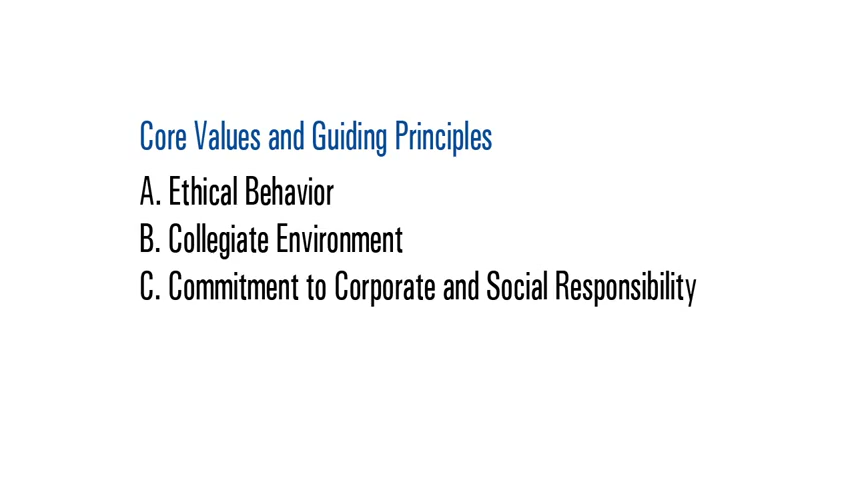 Core Values and Guiding Principles
A. Ethical Behavior
B. Collegiate Environment
C. Commitment to Corporate and Social Responsibility